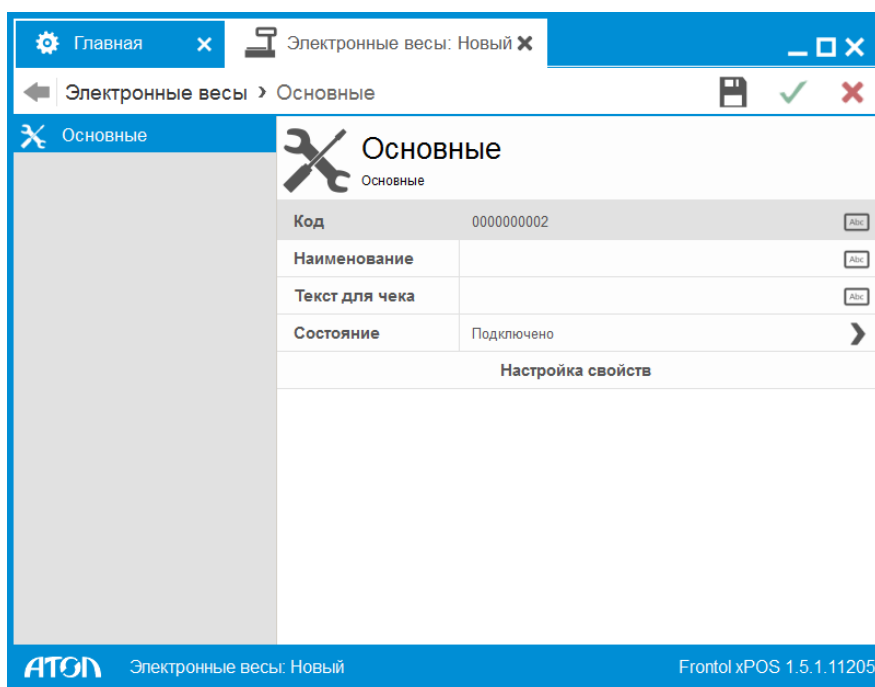 Главная
Электронные весы: Новый
Электронные весы > Основные
Основные
Основные
Основные
Код 0000000002 Abc
Наименование Abc
Текст для чека Abc
Состояние Подключено
Настройка свойств
АТОЛ Электронные весы: Новый Frontol xPOS 1.5.1.11205